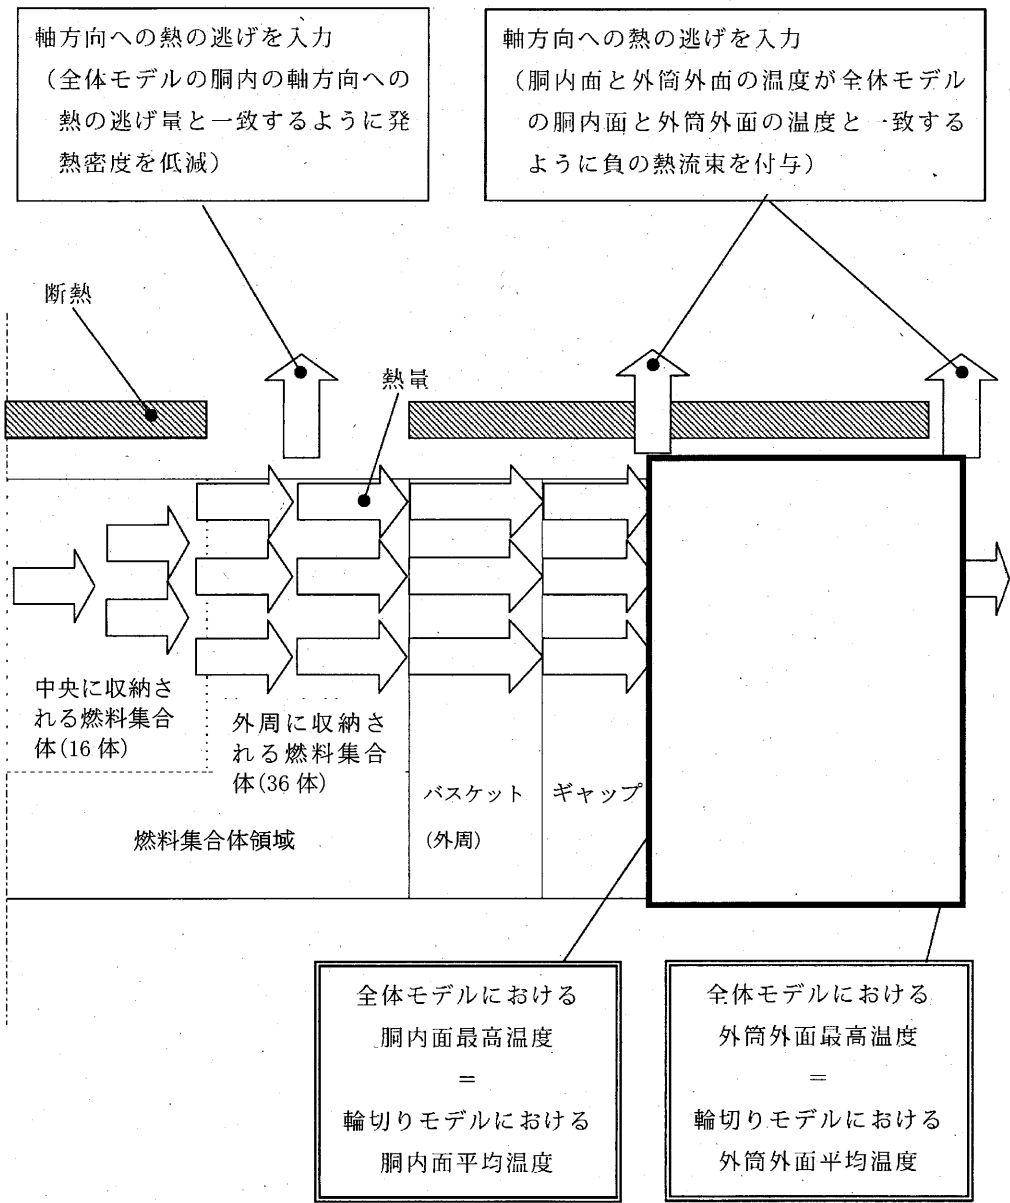 軸方向への熱の逃げを入力
（全体モデルの胴内の軸方向への
熱の逃げ量と一致するように発
熱密度を低減）
軸方向への熱の逃げを入力
（胴内面と外筒外面の温度が全体モデル
の胴内面と外筒外面の温度と一致する
ように負の熱流束を付与）
断熱
熱量
中央に収納さ
れる燃料集合
体(16体)
外周に収納さ
れる燃料集合
体(36体)
燃料集合体領域
バスケット
(外周)
ギャップ
全体モデルにおける
胴内面最高温度
＝
輪切りモデルにおける
胴内面平均温度
全体モデルにおける
外筒外面最高温度
＝
輪切りモデルにおける
外筒外面平均温度